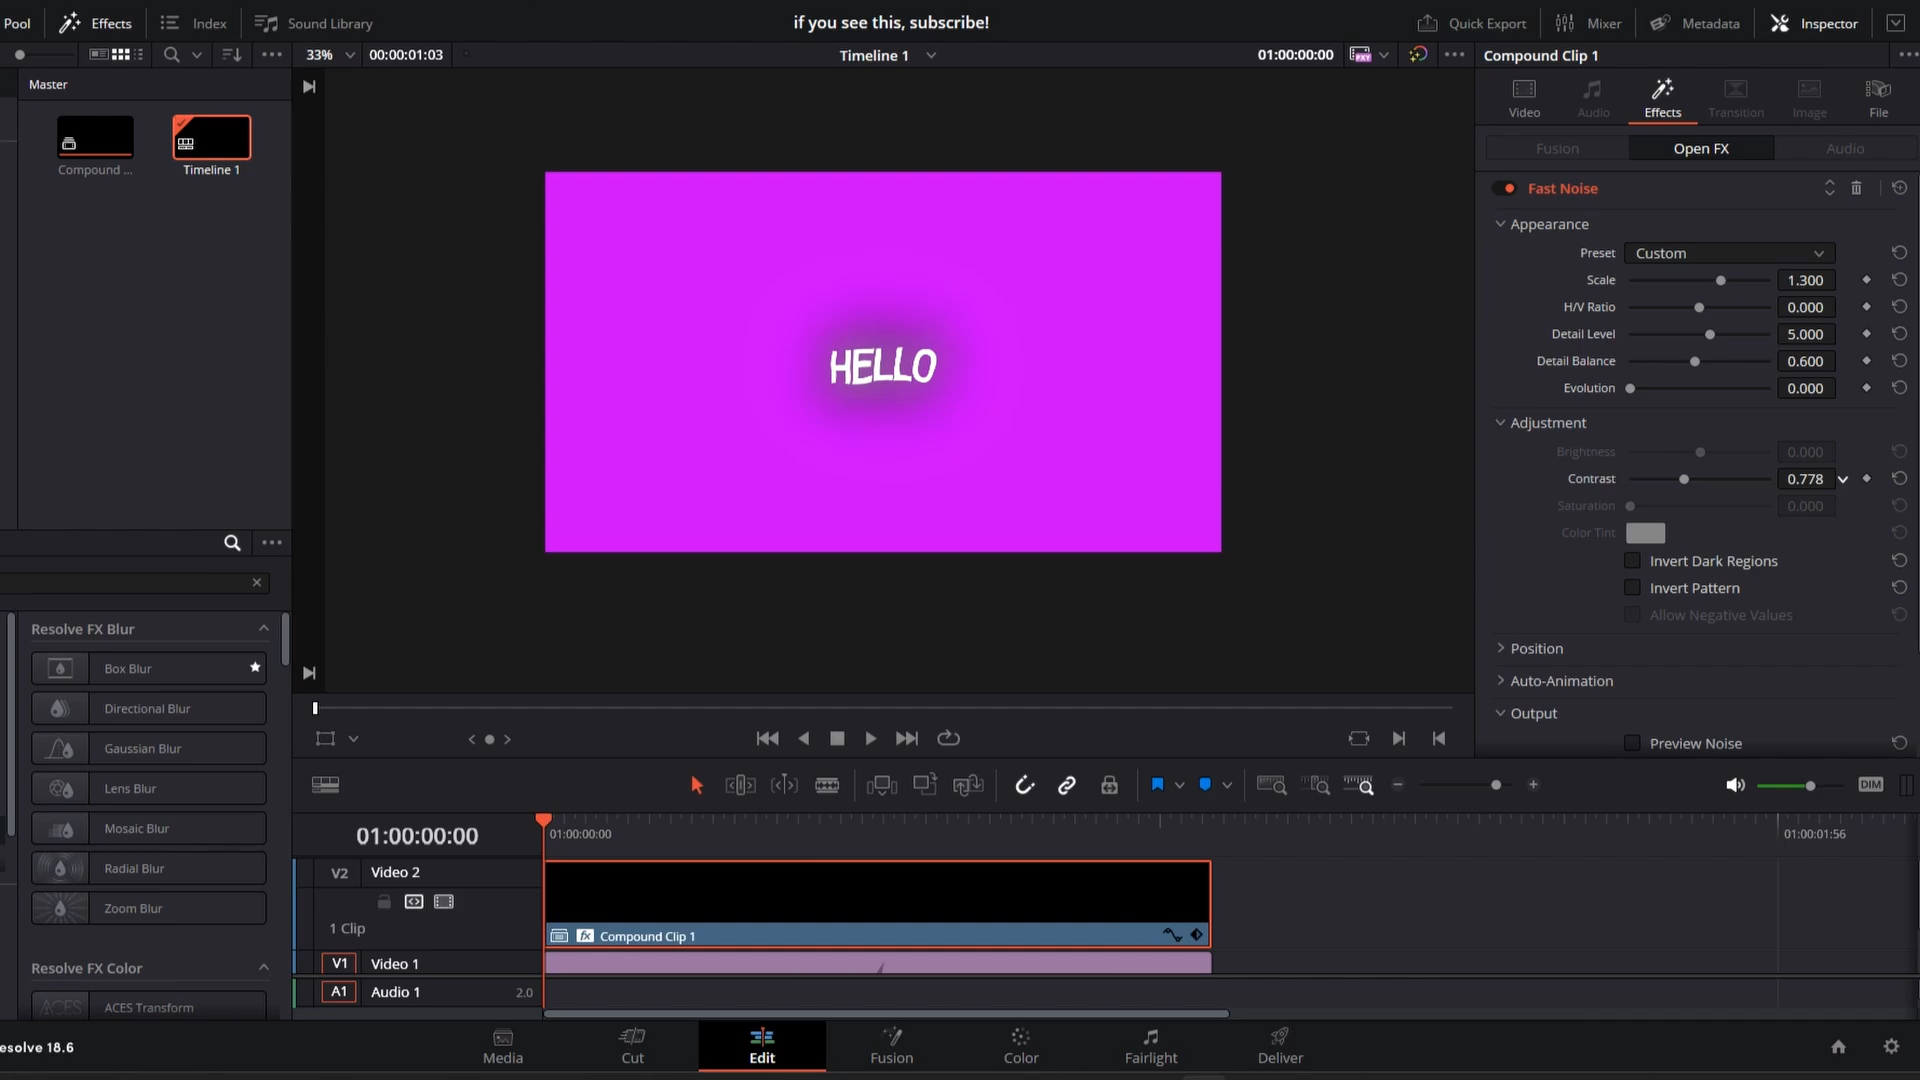 Pool
Effects
Index
Sound Library
if you see this, subscribe!
Quick Export
Mixer
Metadata
Inspector
33%
00:00:01:03
Timeline 1
01:00:00:00
PXY
Compound Clip 1
Master
Compound ...
Timeline 1
Video
Audio
Effects
Transition
Image
File
Fusion
Open FX
Audio
Fast Noise
Appearance
Preset
Custom
Scale
1.300
H/V Ratio
0.000
Detail Level
5.000
Detail Balance
0.600
Evolution
0.000
Adjustment
Brightness
0.000
Contrast
0.778
Saturation
0.000
Color Tint
Invert Dark Regions
Invert Pattern
Allow Negative Values
Position
Auto-Animation
Output
Preview Noise
HELLO
Resolve FX Blur
Box Blur
Directional Blur
Gaussian Blur
Lens Blur
Mosaic Blur
Radial Blur
Zoom Blur
Resolve FX Color
ACES
ACES Transform
DIM
01:00:00:00
01:00:00:00
01:00:01:56
V2
Video 2
1 Clip
fx
Compound Clip 1
V1
Video 1
A1
Audio 1
2.0
esolve 18.6
Media
Cut
Edit
Fusion
Color
Fairlight
Deliver